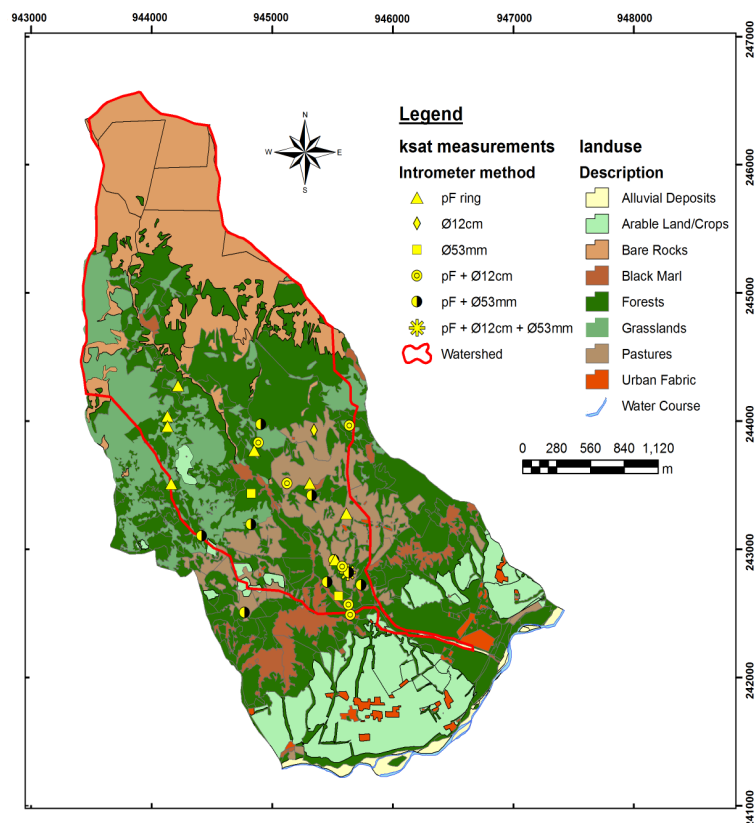 943000 944000 945000 946000 947000 948000
247000
246000
245000
244000
243000
242000
241000
N
W E
S
Legend
ksat measurements
Intrometer method
pF ring
Ø12cm
Ø53mm
pF + Ø12cm
pF + Ø53mm
pF + Ø12cm + Ø53mm
Watershed
landuse
Description
Alluvial Deposits
Arable Land/Crops
Bare Rocks
Black Marl
Forests
Grasslands
Pastures
Urban Fabric
Water Course
0 280 560 840 1,120
m